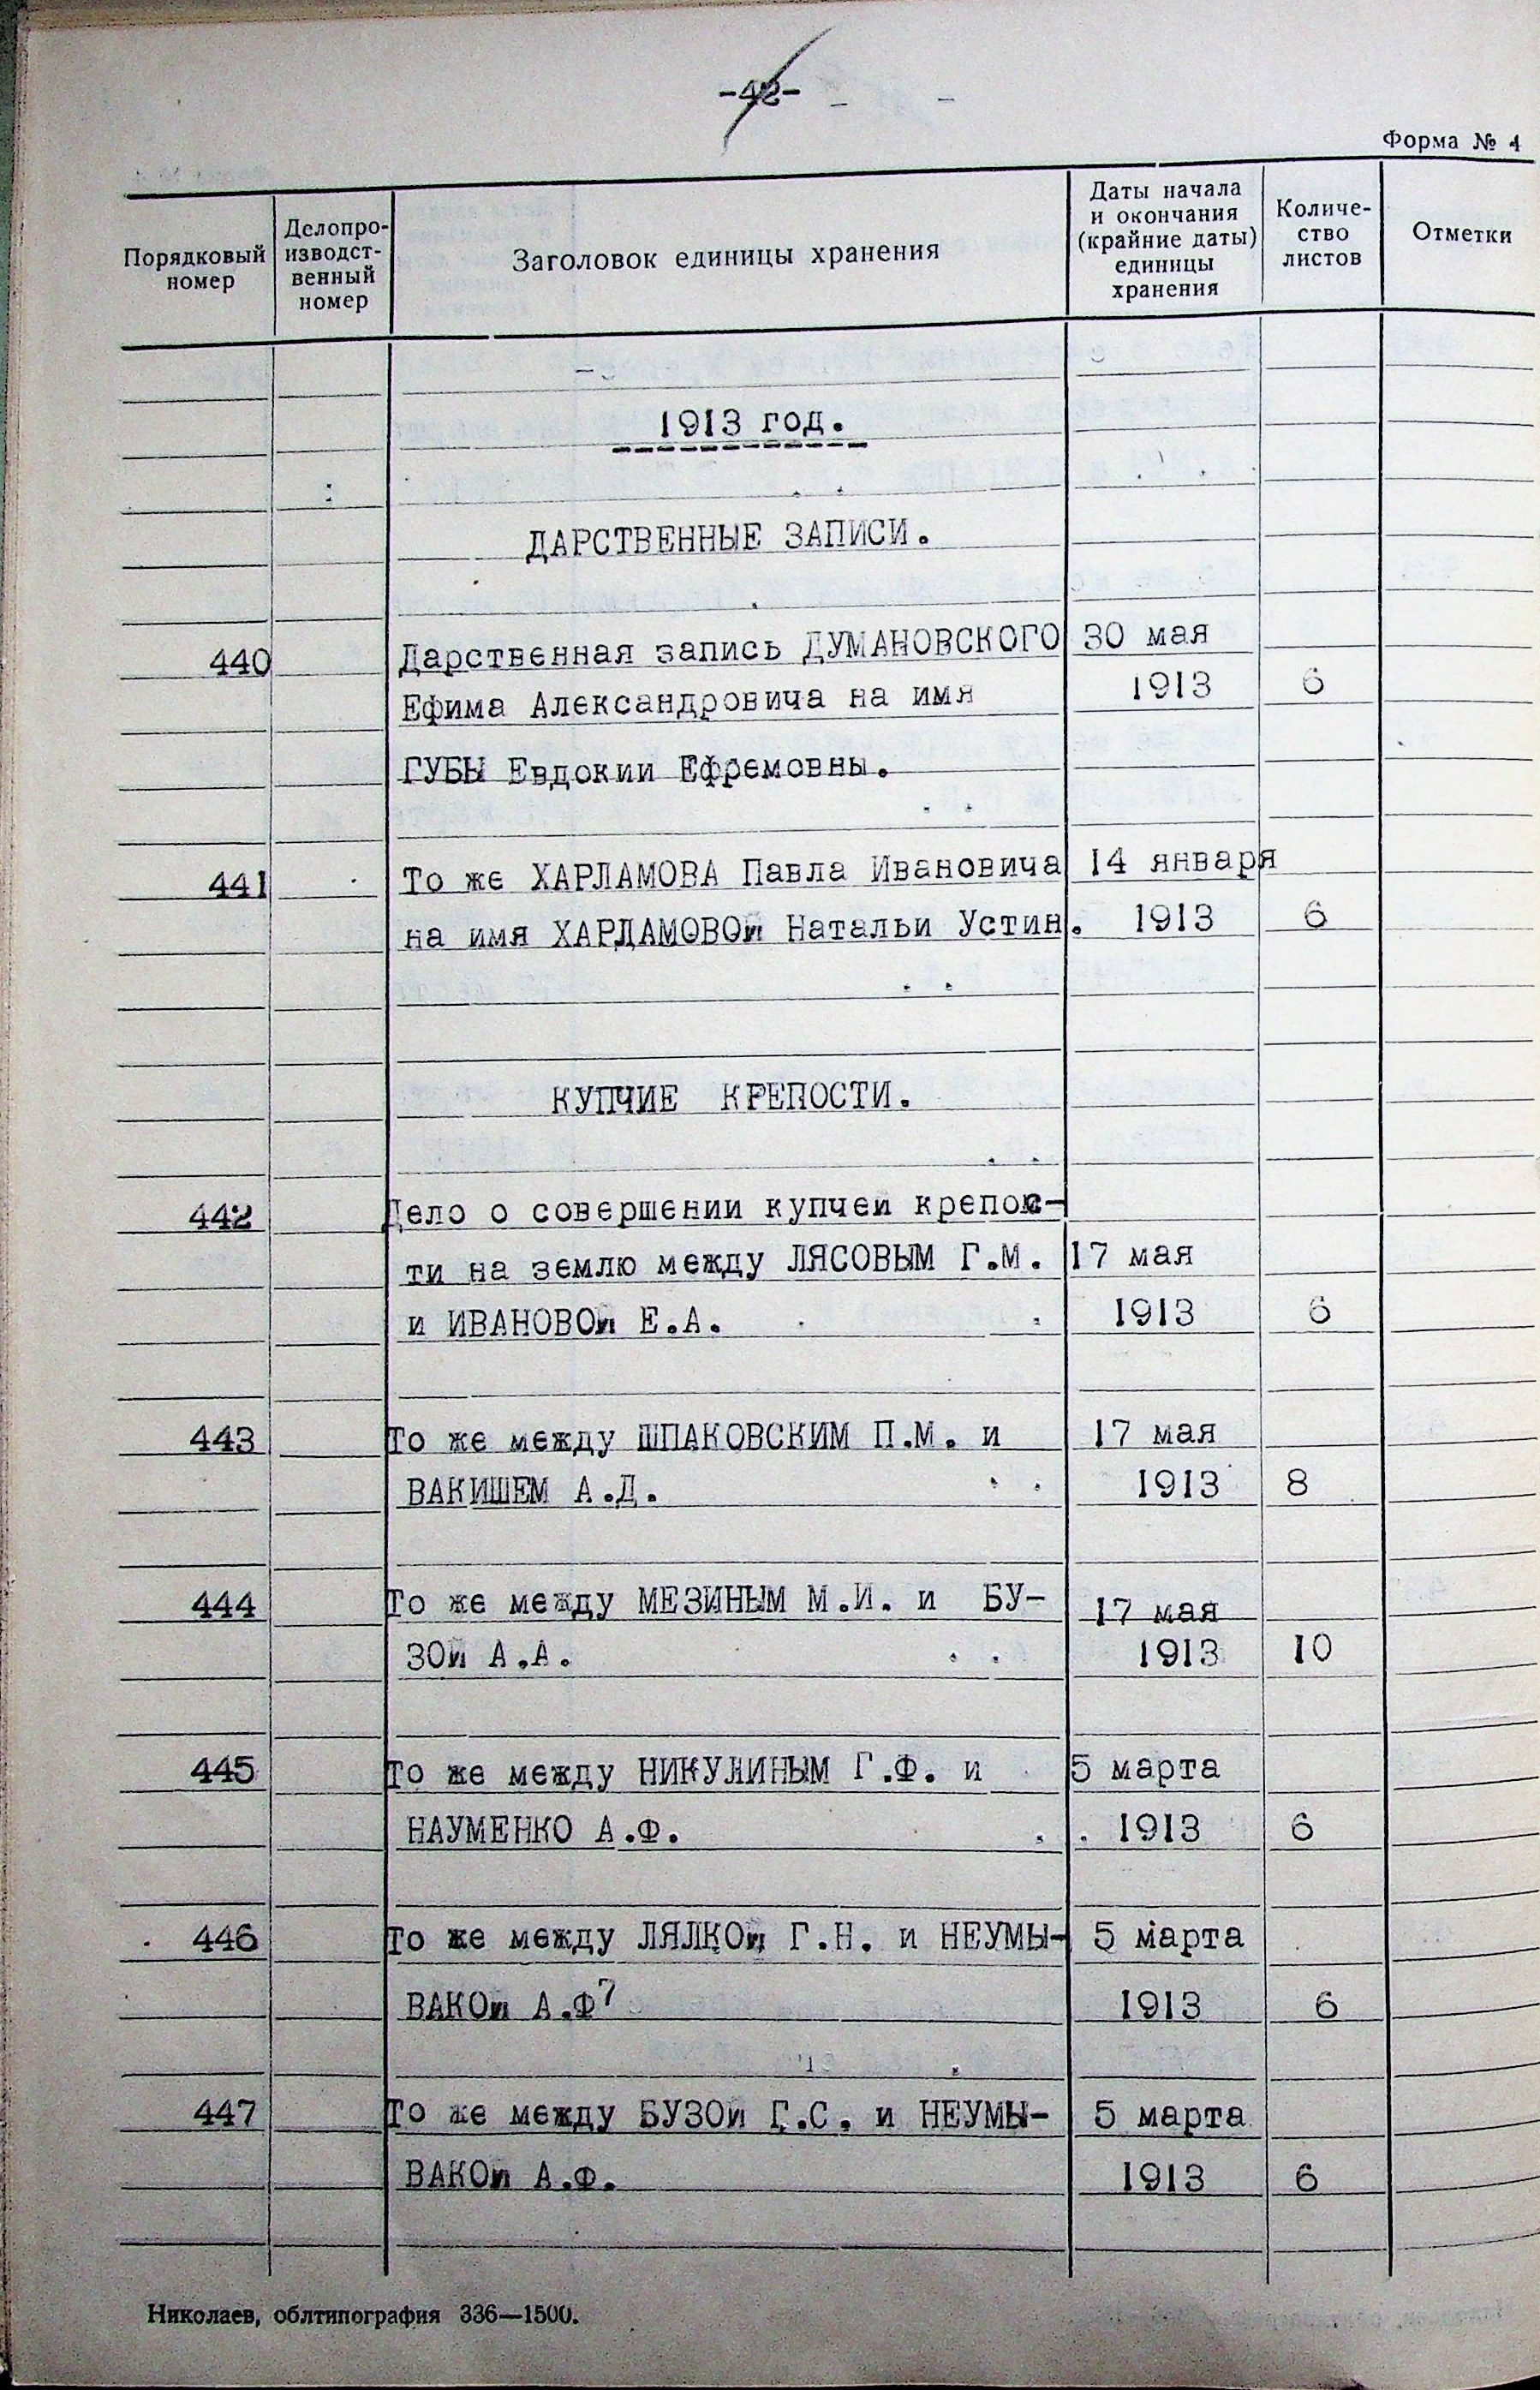 -42-
Форма № 4
Порядковый
номер
Делопро-
изводст-
венный
номер
Заголовок единицы хранения
Даты начала
и окончания
(крайние даты)
единицы
хранения
Количе-
ство
листов
Отметки
1913 год.
ДАРСТВЕННЫЕ ЗАПИСИ.
440 Дарственная запись ДУМАНОВСКОГО 30 мая
Ефима Александровича на имя 1913 6
ГУБЫ Евдокии Ефремовны.
441 То же ХАРЛАМОВА Павла Ивановича 14 января
на имя ХАРЛАМОВОй Натальи Устин. 1913 6
КУПЧИЕ КРЕПОСТИ.
442 Дело о совершении купчей крепос-
ти на землю между ЛЯСОВЫМ Г.М. 17 мая
и ИВАНОВОй Е.А. 1913 6
443 То же между ШПАКОВСКИМ П.М. и 17 мая
ВАКИШЕМ А.Д. 1913 8
444 То же между МЕЗИНЫМ М.И. и БУ- 17 мая
ЗОй А.А. 1913 10
445 То же между НИКУЛИНЫМ Г.Ф. и 5 марта
НАУМЕНКО А.Ф. 1913 6
446 То же между ЛЯЛКОй Г.Н. и НЕУМЫ- 5 марта
ВАКОй А.Ф7 1913 6
447 То же между БУЗОй Г.С. и НЕУМЫ- 5 марта
ВАКОй А.Ф. 1913 6
Николаев, облтипография 336—1500.